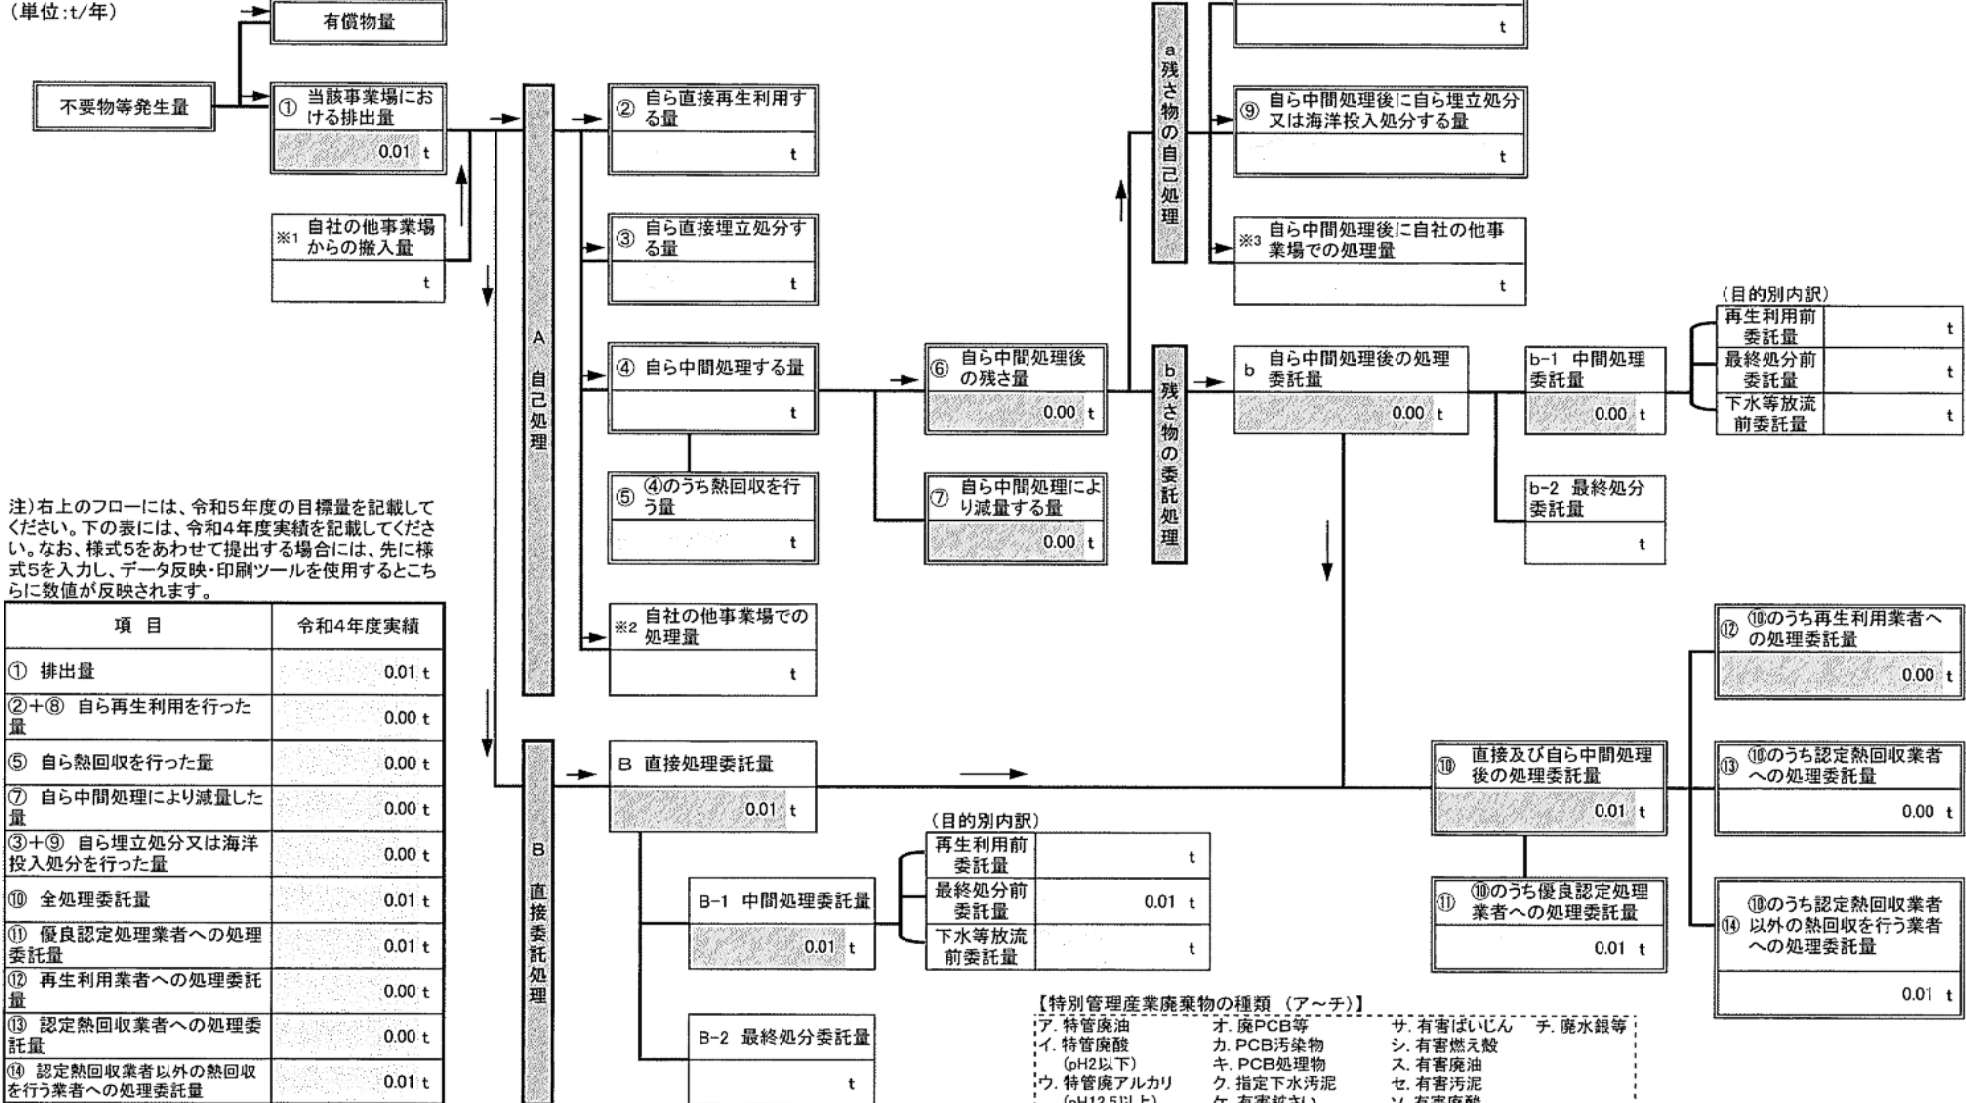 (単位:t/年)
有償物量
不要物等発生量
① 当該事業場にお
ける排出量
0.01 t
※1 自社の他事業場
からの搬入量
t
A 自己処理
② 自ら直接再生利用す
る量
t
③ 自ら直接埋立処分す
る量
t
④ 自ら中間処理する量
t
⑤ ④のうち熱回収を行
う量
t
※2 自社の他事業場での
処理量
t
⑥ 自ら中間処理後
の残さ量
0.00 t
⑦ 自ら中間処理によ
り減量する量
0.00 t
a 残さ物の自己処理
t
⑨ 自ら中間処理後に自ら埋立処分
又は海洋投入処分する量
t
※3 自ら中間処理後に自社の他事
業場での処理量
t
b 残さ物の委託処理
b 自ら中間処理後の処理
委託量
0.00 t
b-1 中間処理
委託量
0.00 t
(目的別内訳)
再生利用前
委託量
t
最終処分前
委託量
t
下水等放流
前委託量
t
b-2 最終処分
委託量
t
注)右上のフローには、令和5年度の目標量を記載して
ください。下の表には、令和4年度実績を記載してくださ
い。なお、様式5をあわせて提出する場合には、先に様
式5を入力し、データ反映・印刷ツールを使用するとこち
らに数値が反映されます。
項 目 令和4年度実績
① 排出量 0.01 t
②+⑧ 自ら再生利用を行った
量 0.00 t
⑤ 自ら熱回収を行った量 0.00 t
⑦ 自ら中間処理により減量した
量 0.00 t
③+⑨ 自ら埋立処分又は海洋
投入処分を行った量 0.00 t
⑩ 全処理委託量 0.01 t
⑪ 優良認定処理業者への処理
委託量 0.01 t
⑫ 再生利用業者への処理委託
量 0.00 t
⑬ 認定熱回収業者への処理委
託量 0.00 t
⑭ 認定熱回収業者以外の熱回収
を行う業者への処理委託量 0.01 t
B 直接委託処理
B 直接処理委託量
0.01 t
B-1 中間処理委託量
0.01 t
(目的別内訳)
再生利用前
委託量
t
最終処分前
委託量
0.01 t
下水等放流
前委託量
t
B-2 最終処分委託量
t
⑩ 直接及び自ら中間処理
後の処理委託量
0.01 t
⑪ ⑩のうち優良認定処理
業者への処理委託量
0.01 t
⑫ ⑩のうち再生利用業者へ
の処理委託量
0.00 t
⑬ ⑩のうち認定熱回収業者
への処理委託量
0.00 t
⑭ ⑩のうち認定熱回収業者
以外の熱回収を行う業者
への処理委託量
0.01 t
【特別管理産業廃棄物の種類 (ア～チ)】
ア. 特管廃油 オ. 廃PCB等 サ. 有害ばいじん チ. 廃水銀等
イ. 特管廃酸 カ. PCB汚染物 シ. 有害燃え殻
(pH2以下) キ. PCB処理物 ス. 有害廃油
ウ. 特管廃アルカリ ク. 指定下水汚泥 セ. 有害汚泥
(pH12.5以上) ケ. 有害鉱さい ソ. 有害廃酸